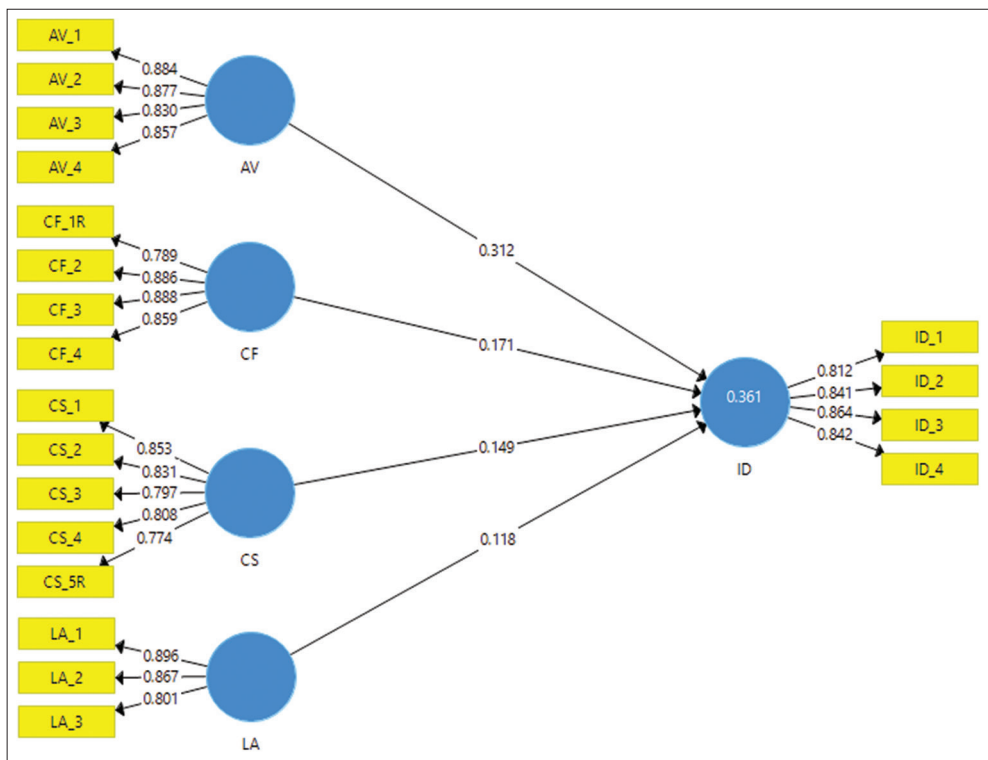 AV_1
AV_2
AV_3
AV_4
0.884
0.877
0.830
0.857
AV
CF_1R
CF_2
CF_3
CF_4
0.789
0.886
0.888
0.859
CF
CS_1
CS_2
CS_3
CS_4
CS_5R
0.853
0.831
0.797
0.808
0.774
CS
LA_1
LA_2
LA_3
0.896
0.867
0.801
LA
0.312
0.171
0.149
0.118
0.361
ID
0.812
0.841
0.864
0.842
ID_1
ID_2
ID_3
ID_4